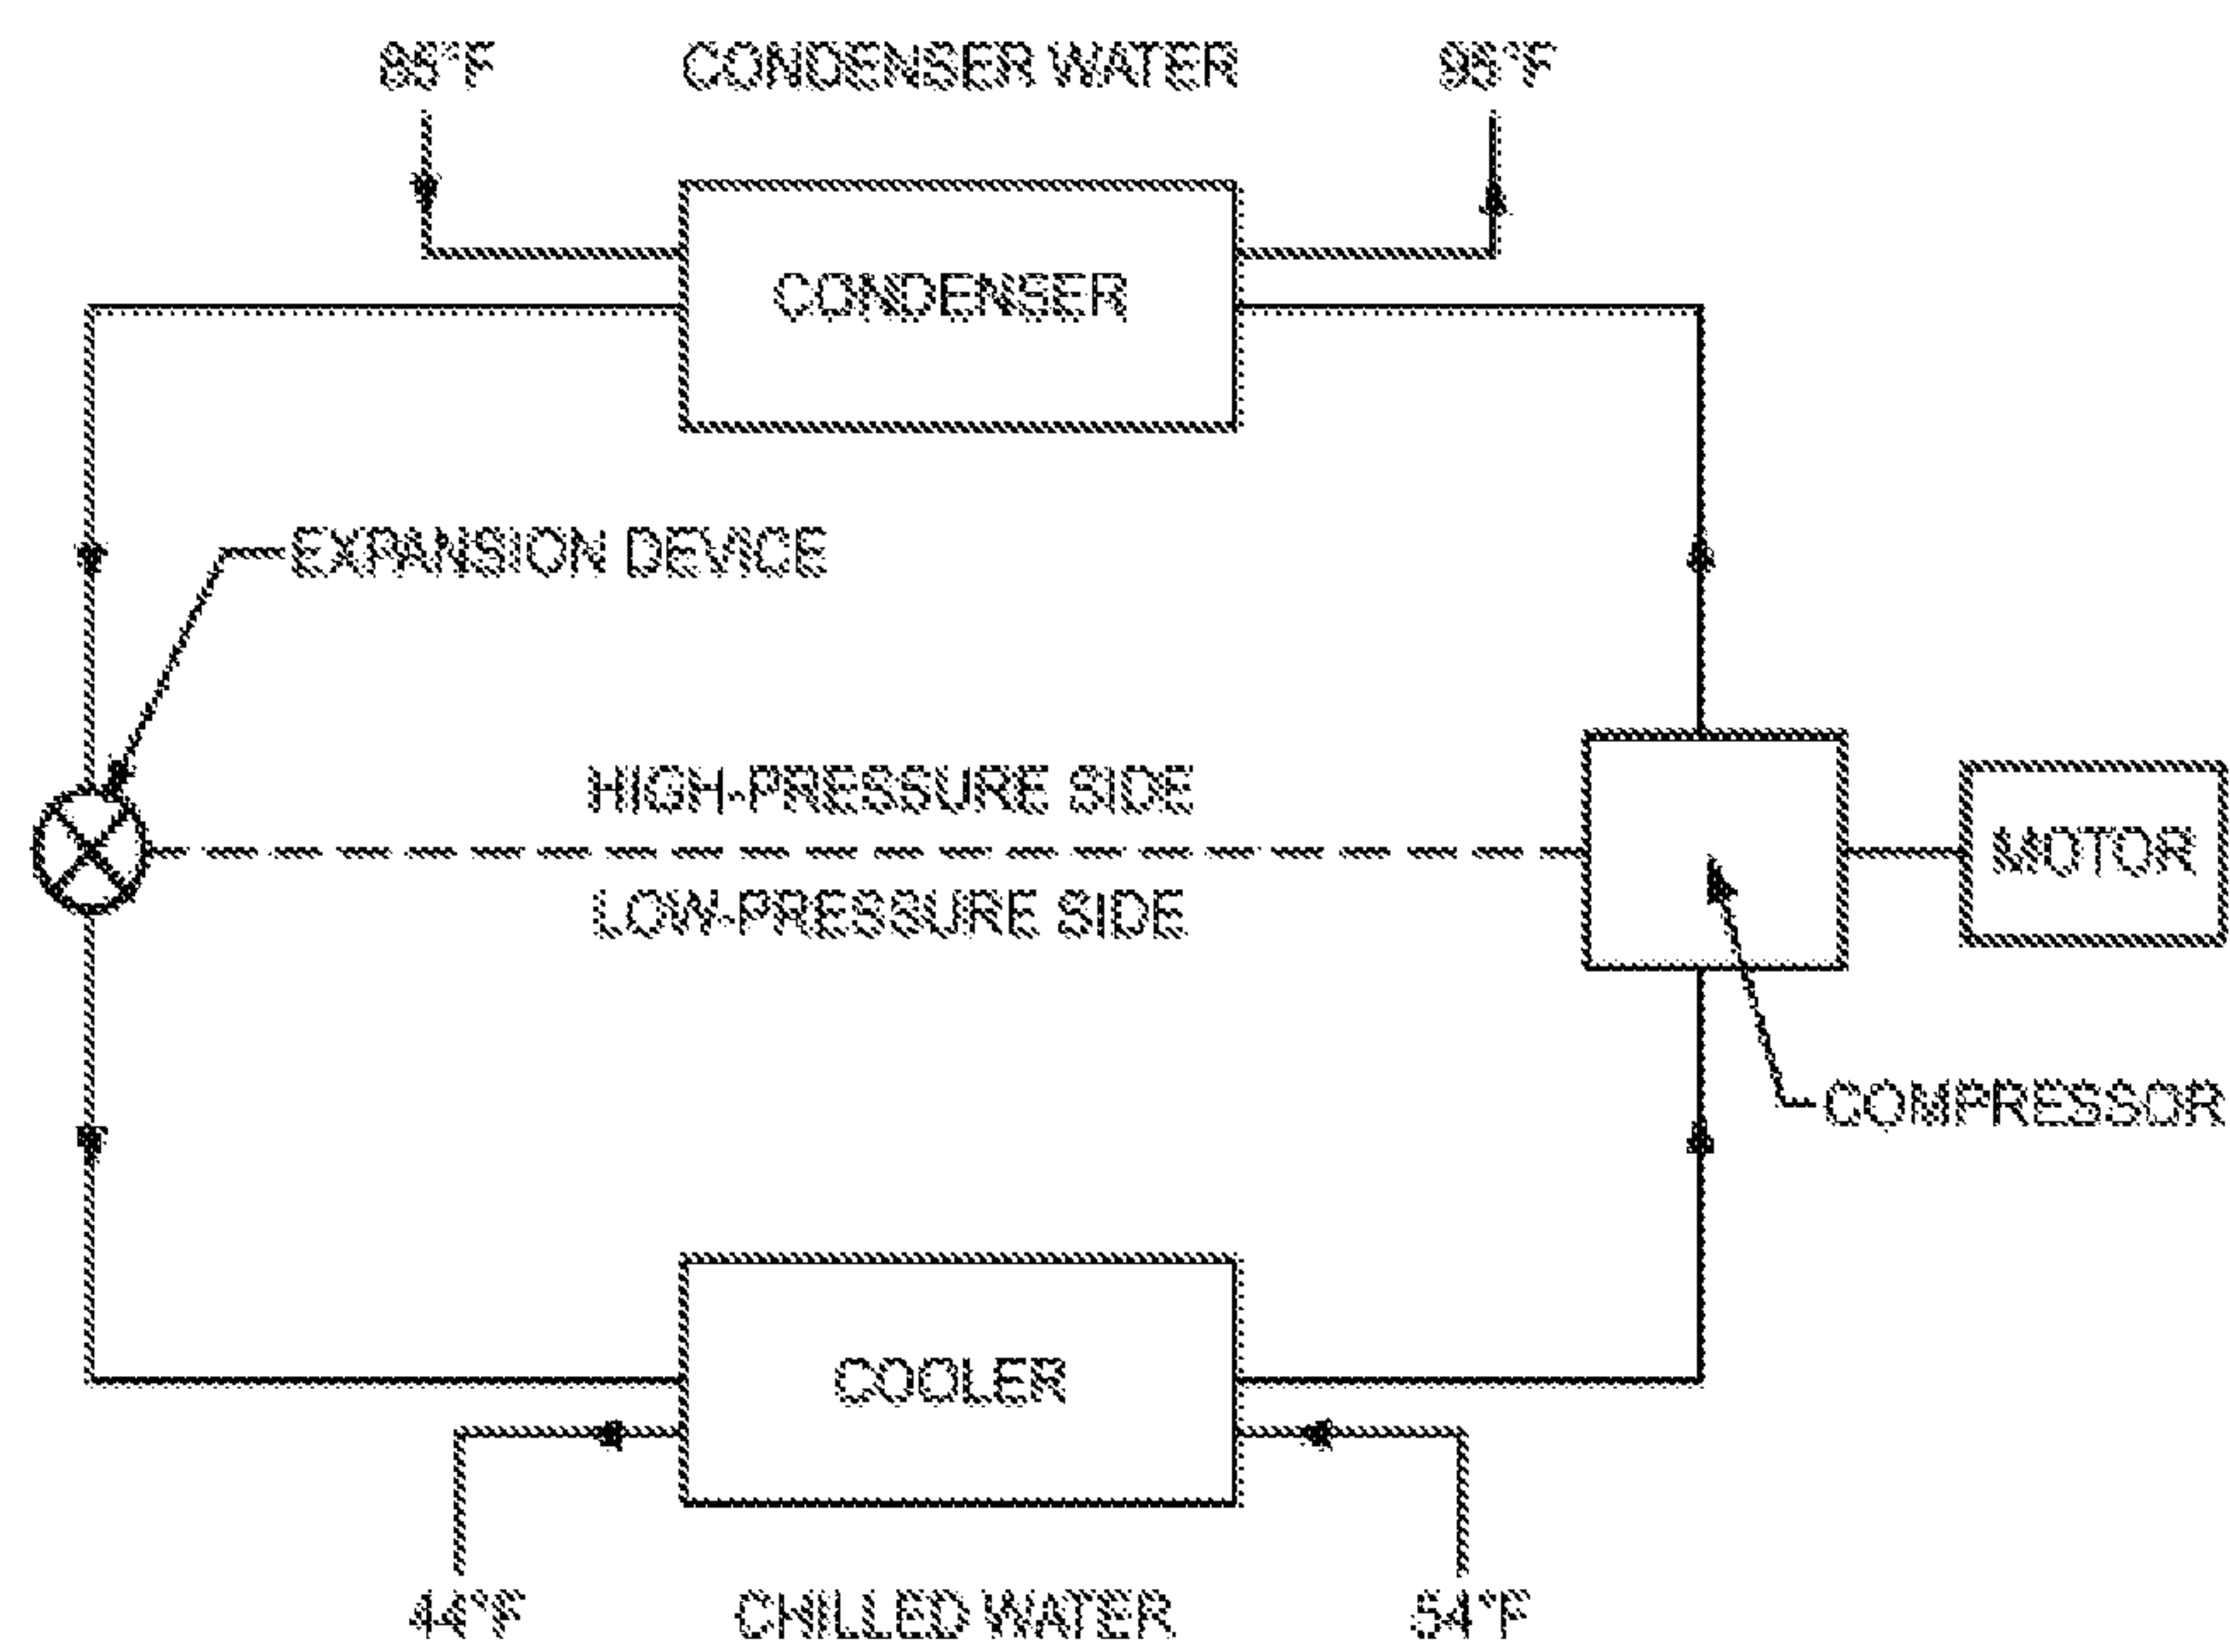 85°F CONDENSER WATER 95°F
CONDENSER
EXPANSION DEVICE
HIGH-PRESSURE SIDE
MOTOR
LOW-PRESSURE SIDE
COMPRESSOR
COOLER
44°F CHILLED WATER 54°F